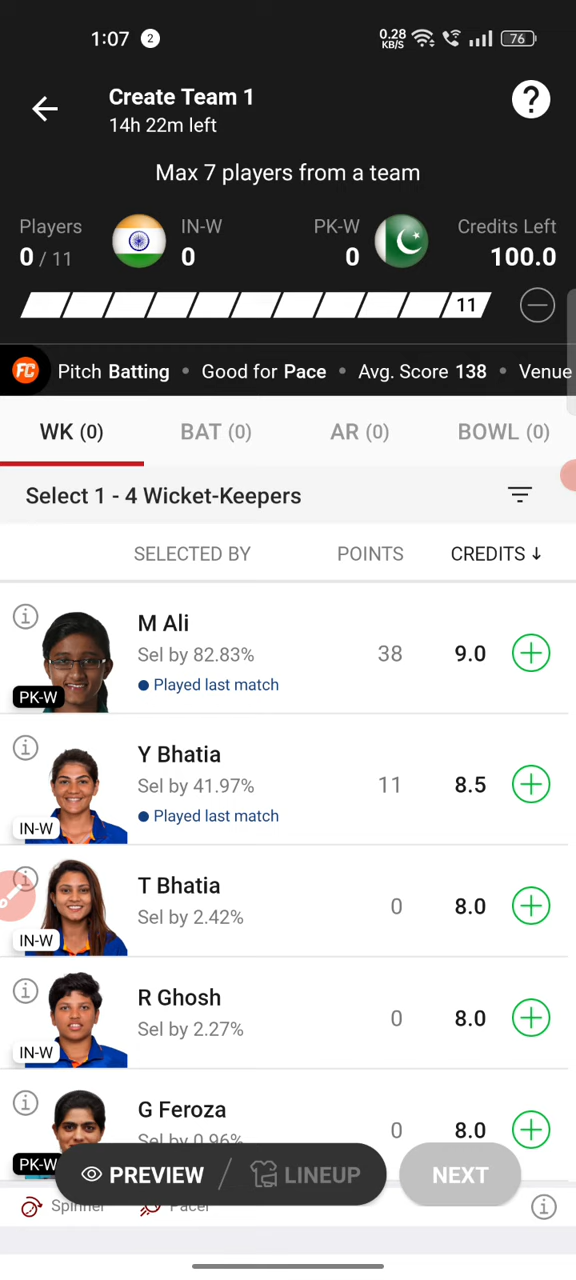 1:07 2 0.28 KB/S 76
Create Team 1
14h 22m left
?
Max 7 players from a team
Players IN-W PK-W Credits Left
0 / 11 0 0 100.0
11
FC Pitch Batting • Good for Pace • Avg. Score 138 • Venue
WK (0) BAT (0) AR (0) BOWL (0)
Select 1 - 4 Wicket-Keepers
SELECTED BY POINTS CREDITS ↓
M Ali
Sel by 82.83% 38 9.0
Played last match
PK-W
Y Bhatia
Sel by 41.97% 11 8.5
Played last match
IN-W
T Bhatia
Sel by 2.42% 0 8.0
IN-W
R Ghosh
Sel by 2.27% 0 8.0
IN-W
G Feroza
Sel by 0.96% 0 8.0
PK-W
PREVIEW / LINEUP NEXT
Spinner Pacer